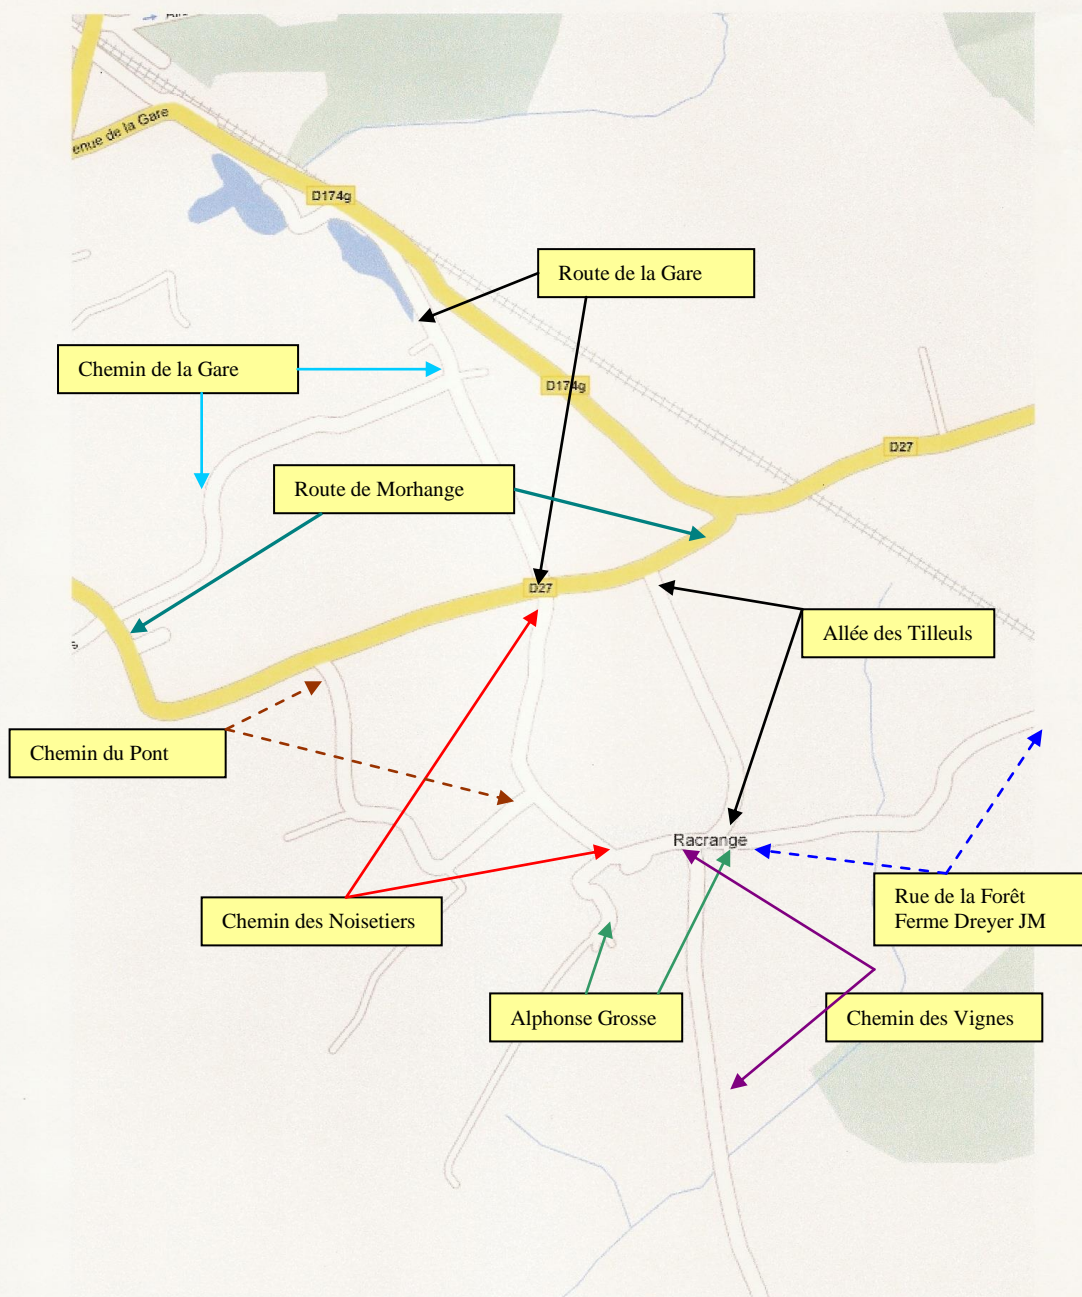 enue de la Gare
D174g
Route de la Gare
Chemin de la Gare
D174g
D27
Route de Morhange
D27
Allée des Tilleuls
Chemin du Pont
Racrange
Rue de la Forêt
Ferme Dreyer JM
Chemin des Noisetiers
Alphonse Grosse
Chemin des Vignes